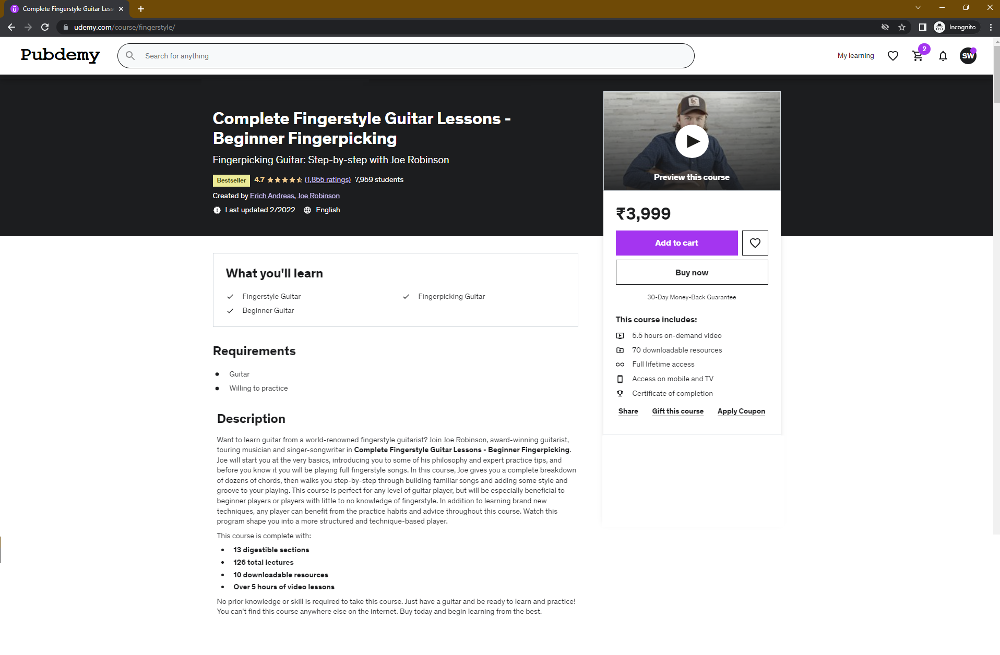 Complete Fingerstyle Guitar Less
udemy.com/course/fingerstyle/
Incognito
Pubdemy
Search for anything
My learning
2
SW
Complete Fingerstyle Guitar Lessons -
Beginner Fingerpicking
Fingerpicking Guitar: Step-by-step with Joe Robinson
Bestseller 4.7 (1,855 ratings) 7,959 students
Created by Erich Andreas, Joe Robinson
Last updated 2/2022 English
Preview this course
₹3,999
Add to cart
Buy now
30-Day Money-Back Guarantee
This course includes:
5.5 hours on-demand video
70 downloadable resources
Full lifetime access
Access on mobile and TV
Certificate of completion
Share Gift this course Apply Coupon
What you'll learn
Fingerstyle Guitar
Fingerpicking Guitar
Beginner Guitar
Requirements
Guitar
Willing to practice
Description
Want to learn guitar from a world-renowned fingerstyle guitarist? Join Joe Robinson, award-winning guitarist,
touring musician and singer-songwriter in Complete Fingerstyle Guitar Lessons - Beginner Fingerpicking.
Joe will start you at the very basics, introducing you to some of his philosophy and expert practice tips, and
before you know it you will be playing full fingerstyle songs. In this course, Joe gives you a complete breakdown
of dozens of chords, then walks you step-by-step through building familiar songs and adding some style and
groove to your playing. This course is perfect for any level of guitar player, but will be especially beneficial to
beginner players or players with little to no knowledge of fingerstyle. In addition to learning brand new
techniques, any player can benefit from the practice habits and advice throughout this course. Watch this
program shape you into a more structured and technique-based player.
This course is complete with:
13 digestible sections
126 total lectures
10 downloadable resources
Over 5 hours of video lessons
No prior knowledge or skill is required to take this course. Just have a guitar and be ready to learn and practice!
You can't find this course anywhere else on the internet. Buy today and begin learning from the best.